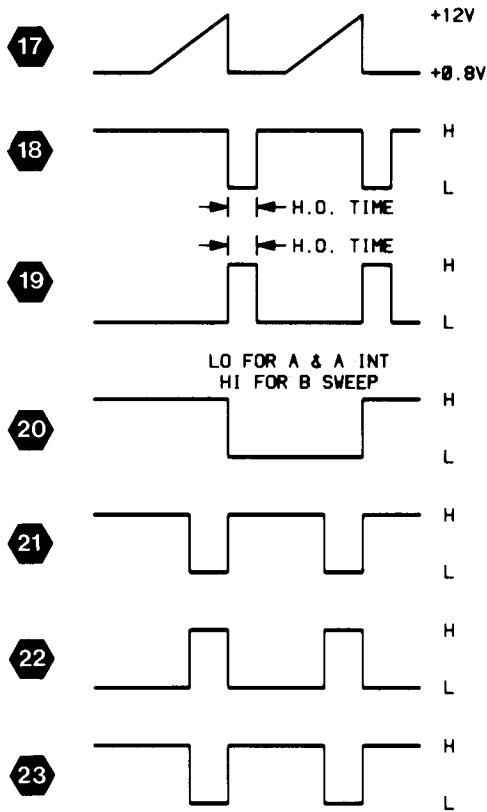 +12V
17
+0.8V
18
H
L
H.O. TIME
H.O. TIME
19
H
L
LO FOR A & A INT
HI FOR B SWEEP
20
H
L
21
H
L
22
H
L
23
H
L